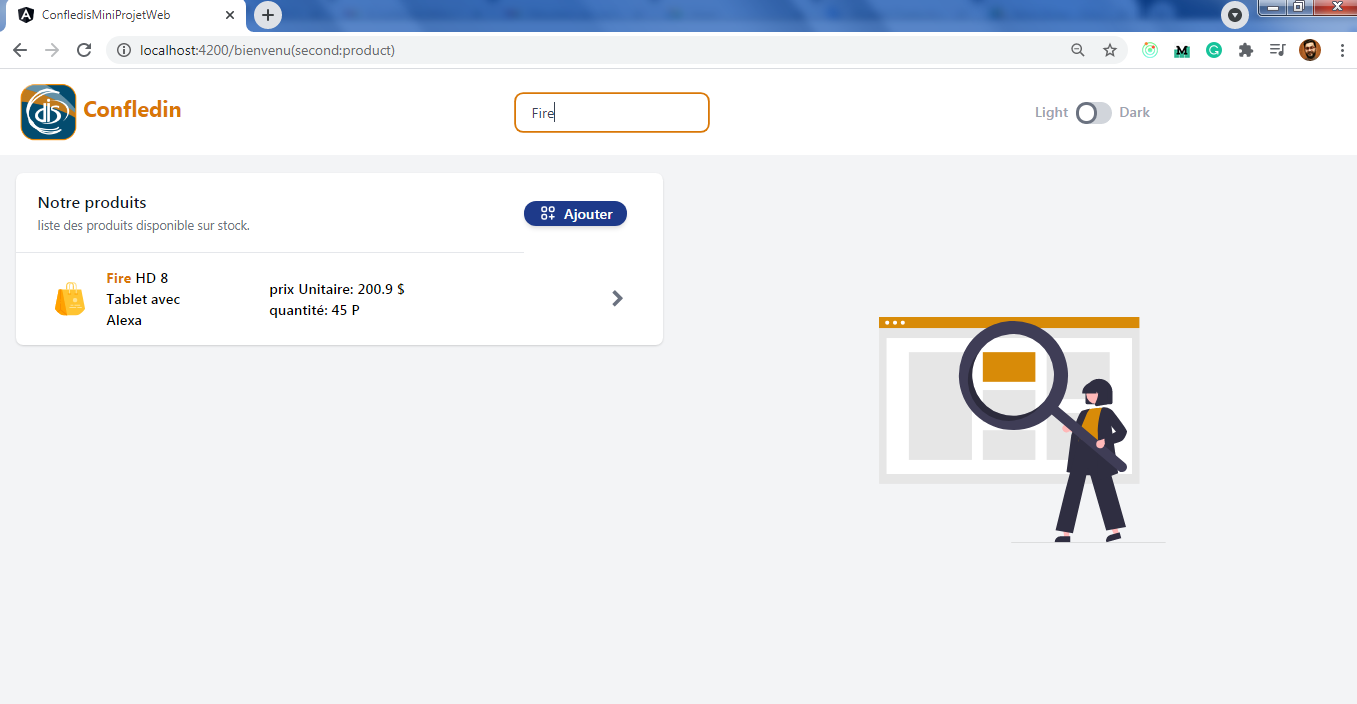 ConfledisMiniProjetWeb
localhost:4200/bienvenu(second:product)
dis Confledin
Fire
Light Dark
Notre produits
liste des produits disponible sur stock.
Ajouter
Fire HD 8
Tablet avec
Alexa
prix Unitaire: 200.9 $
quantité: 45 P